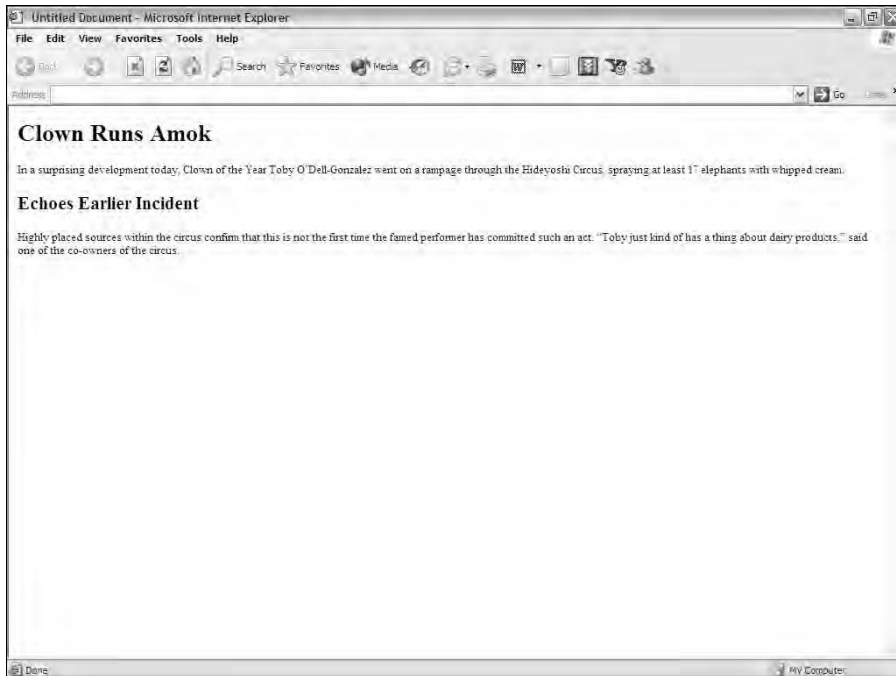 Untitled Document - Microsoft Internet Explorer
File Edit View Favorites Tools Help
Back Search Favorites Media
Address Go Links
Clown Runs Amok
In a surprising development today, Clown of the Year Toby O'Dell-Gonzalez went on a rampage through the Hideyoshi Circus, spraying at least 17 elephants with whipped cream.
Echoes Earlier Incident
Highly placed sources within the circus confirm that this is not the first time the famed performer has committed such an act. “Toby just kind of has a thing about dairy products,” said
one of the co-owners of the circus.
Done My Computer